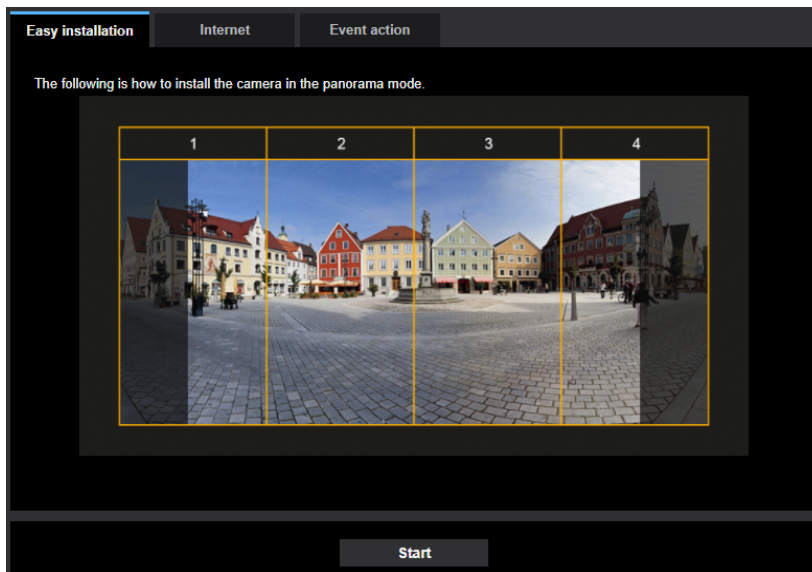 Easy installation Internet Event action
The following is how to install the camera in the panorama mode.
1 2 3 4
Start